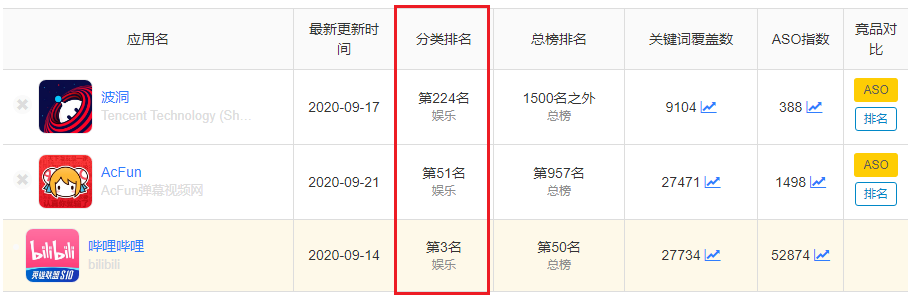 应用名
最新更新时
间
分类排名
总榜排名
关键词覆盖数
ASO指数
竞品对
比
波洞
Tencent Technology (Sh...
2020-09-17
第224名
娱乐
1500名之外
总榜
9104
388
ASO
排名
AcFun
AcFun弹幕视频网
2020-09-21
第51名
娱乐
第957名
总榜
27471
1498
ASO
排名
bilibili
英雄联盟S10
哔哩哔哩
bilibili
2020-09-14
第3名
娱乐
第50名
总榜
27734
52874